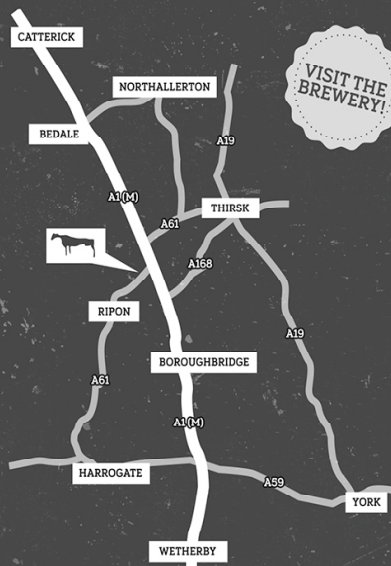 CATTERICK
NORTHALLERTON
VISIT THE
BREWERY!
BEDALE
A19
A1(M)
THIRSK
A61
A168
RIPON
A19
BOROUGHBRIDGE
A61
A1(M)
HARROGATE
A59
YORK
WETHERBY